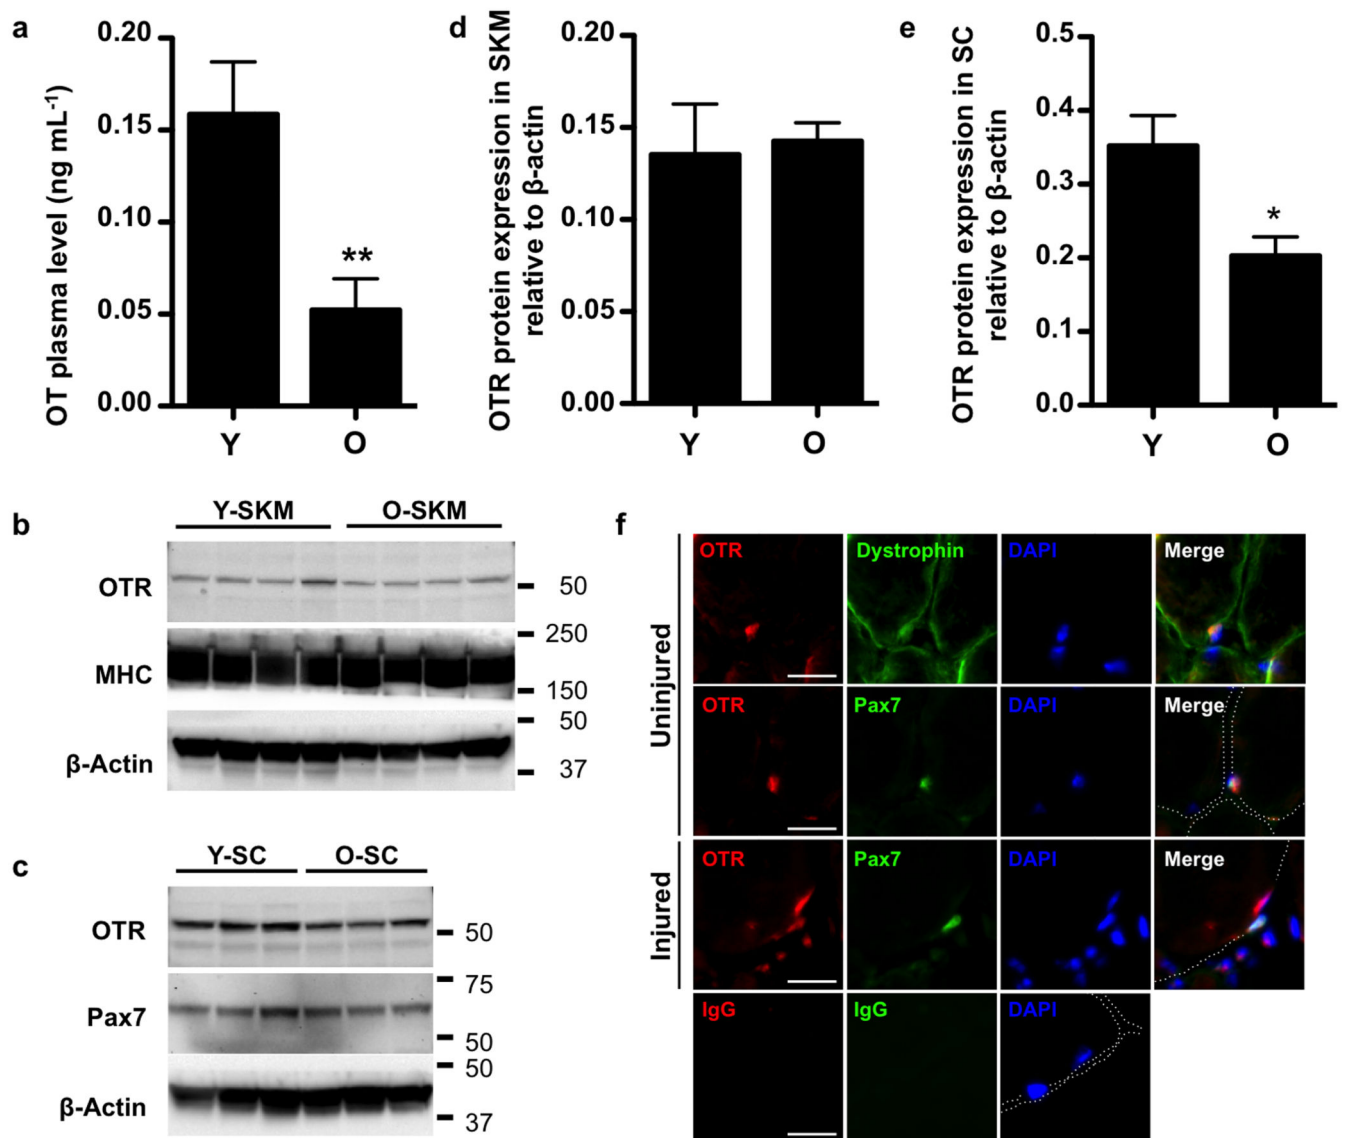 a
OT plasma level (ng mL-1)
0.20
0.15
0.10
0.05
0.00
**
Y
O
d
OTR protein expression in SKM
relative to β-actin
0.20
0.15
0.10
0.05
0.00
Y
O
e
OTR protein expression in SC
relative to β-actin
0.5
0.4
0.3
0.2
0.1
0.0
*
Y
O
b
Y-SKM
O-SKM
OTR
50
250
MHC
150
50
β-Actin
37
c
Y-SC
O-SC
OTR
50
75
Pax7
50
50
β-Actin
37
f
Uninjured
OTR
Dystrophin
DAPI
Merge
OTR
Pax7
DAPI
Merge
Injured
OTR
Pax7
DAPI
Merge
IgG
IgG
DAPI